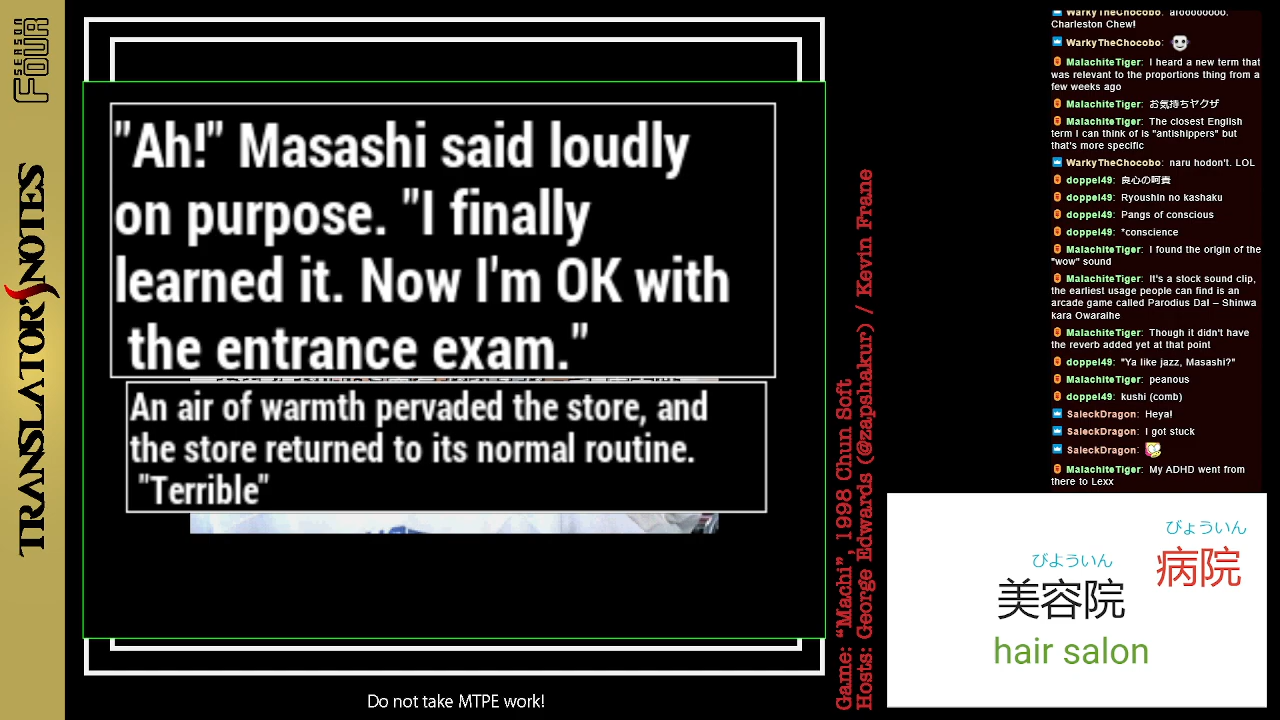 SEASON
FOUR
TRANSLATOR'S NOTES
"Ah!" Masashi said loudly
on purpose. "I finally
learned it. Now I'm OK with
the entrance exam."
An air of warmth pervaded the store, and
the store returned to its normal routine.
"Terrible"
Do not take MTPE work!
Game: "Machi", 1998 Chun Soft
Hosts: George Edwards (@zapshakur) / Kevin Frane
WarkyTheChocobo: afoooooooo.
Charleston Chew!
WarkyTheChocobo:
MalachiteTiger: I heard a new term that
was relevant to the proportions thing from a
few weeks ago
MalachiteTiger: お気持ちヤクザ
MalachiteTiger: The closest English
term I can think of is "antishippers" but
that's more specific
WarkyTheChocobo: naru hodon't. LOL
doppel49: 良心の呵責
doppel49: Ryoushin no kashaku
doppel49: pangs of conscious
doppel49: *conscience
MalachiteTiger: I found the origin of the
"wow" sound
MalachiteTiger: It's a stock sound clip,
the earliest usage people can find is an
arcade game called Parodius Da! – Shinwa
kara Owaraihe
MalachiteTiger: Though it didn't have
the reverb added yet at that point
doppel49: "Ya like jazz, Masashi?"
MalachiteTiger: pearous
doppel49: kushi (comb)
SaleckDragon: Heya!
SaleckDragon: I got stuck
SaleckDragon:
MalachiteTiger: My ADHD went from
there to Lexx
びょういん
病院
びよういん
美容院
hair salon